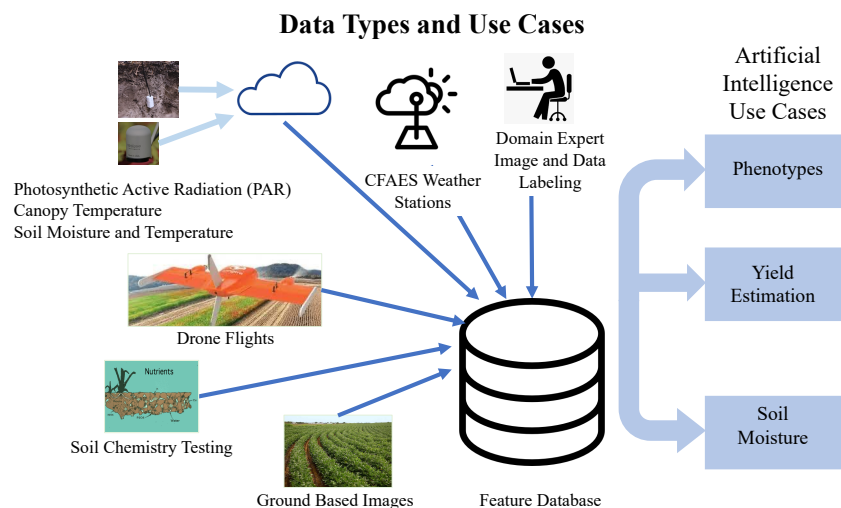 Data Types and Use Cases
Artificial
Intelligence
Use Cases
Domain Expert
Image and Data
Labeling
CFAES Weather
Stations
Photosynthetic Active Radiation (PAR)
Canopy Temperature
Soil Moisture and Temperature
Phenotypes
Yield
Estimation
Drone Flights
Nutrients
Soil Chemistry Testing
Soil
Moisture
Ground Based Images
Feature Database